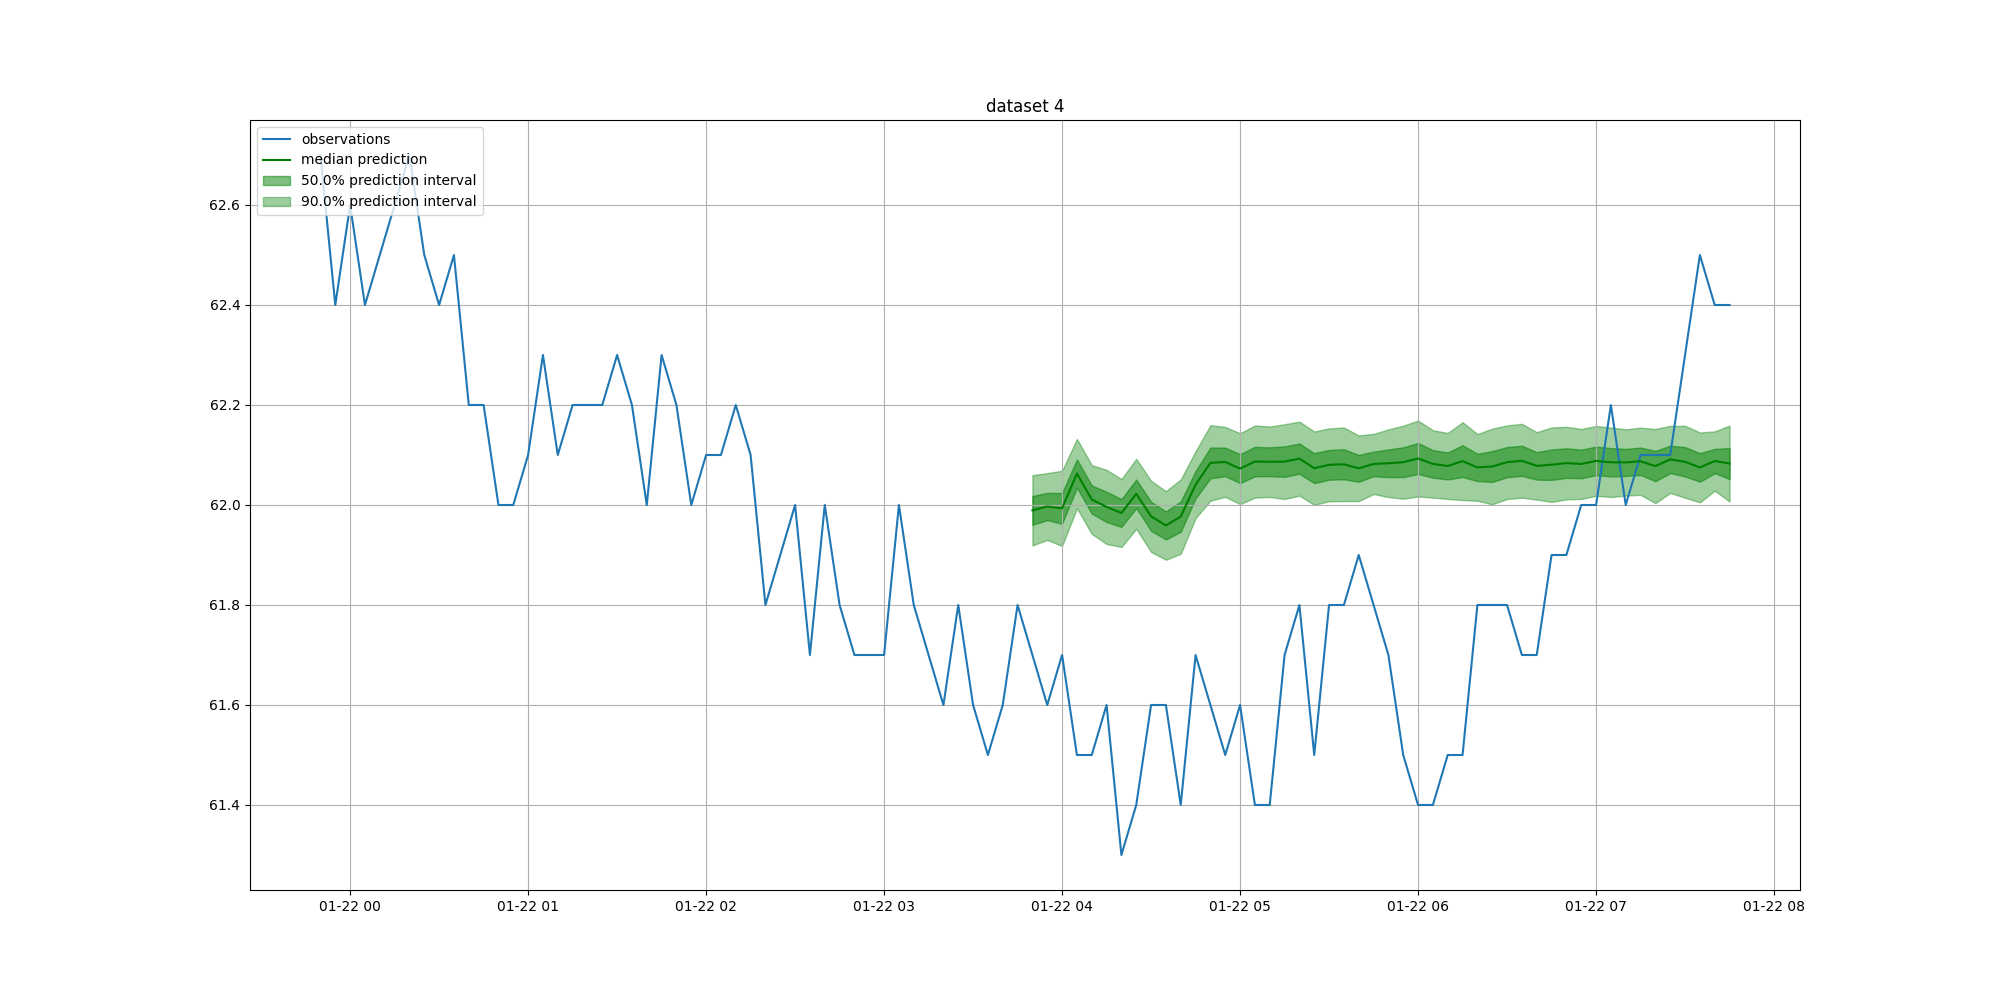 dataset 4
observations
median prediction
50.0% prediction interval
90.0% prediction interval
62.6
62.4
62.2
62.0
61.8
61.6
61.4
01-22 00 01-22 01 01-22 02 01-22 03 01-22 04 01-22 05 01-22 06 01-22 07 01-22 08